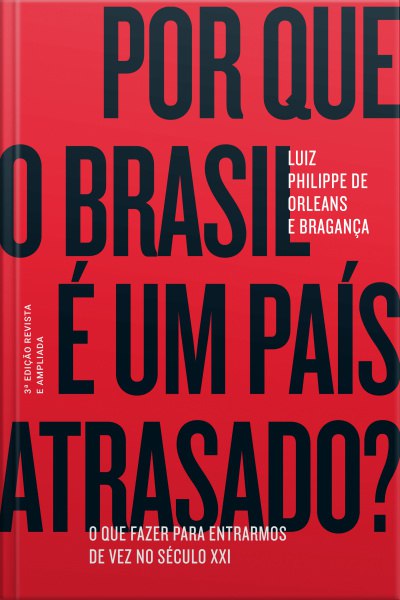 POR QUE
O BRASIL
LUIZ
PHILIPPE DE
ORLEANS
E BRAGANÇA
É UM PAÍS
3ª EDIÇÃO REVISTA
E AMPLIADA
ATRASADO?
O QUE FAZER PARA ENTRARMOS
DE VEZ NO SÉCULO XXI